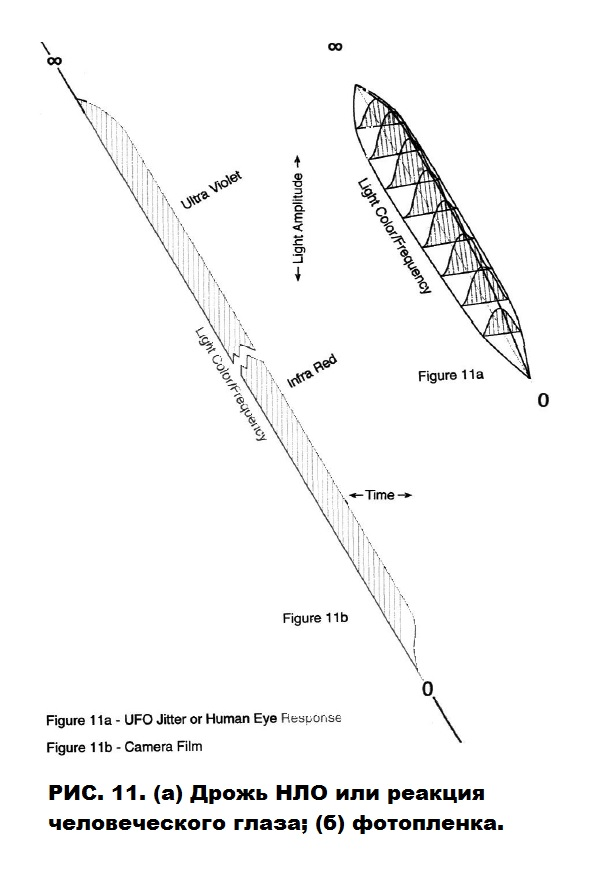 ∞
∞
Ultra Violet
Light Amplitude
Light Color/Frequency
Light Color/Frequency
Infra Red
Figure 11a
0
Time
Figure 11b
0
Figure 11a - UFO Jitter or Human Eye Response
Figure 11b - Camera Film
РИС. 11. (а) Дрожь НЛО или реакция
человеческого глаза; (б) фотопленка.